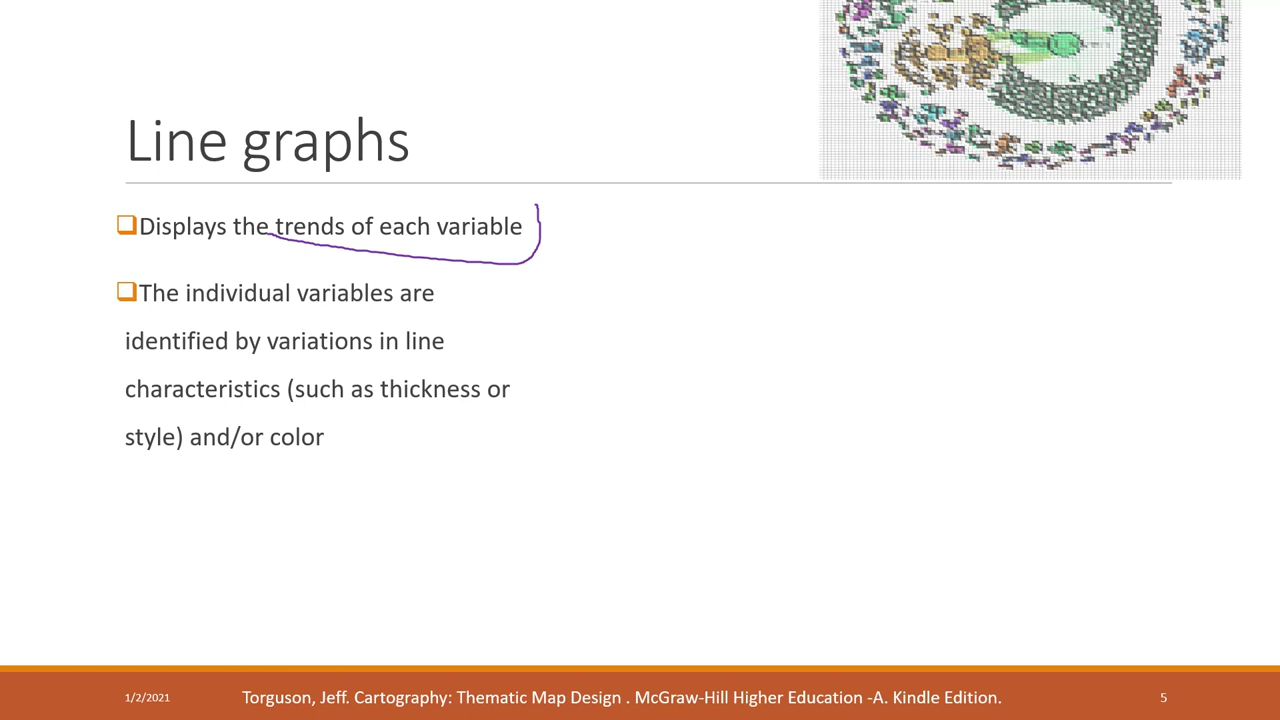 Line graphs
Displays the trends of each variable
The individual variables are
identified by variations in line
characteristics (such as thickness or
style) and/or color
1/2/2021
Torguson, Jeff. Cartography: Thematic Map Design . McGraw-Hill Higher Education -A. Kindle Edition.
5